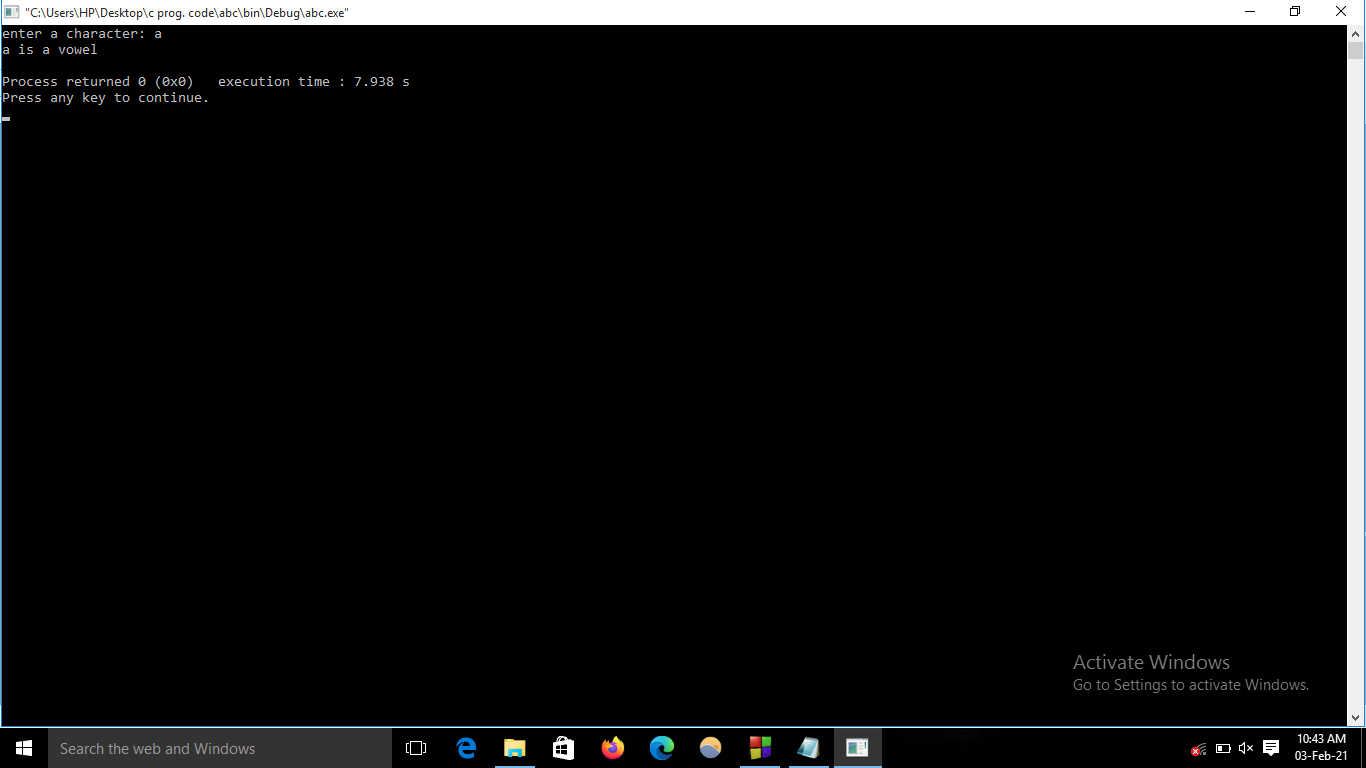 "C:\Users\HP\Desktop\c prog. code\abc\bin\Debug\abc.exe"
enter a character: a
a is a vowel
Process returned 0 (0x0)   execution time : 7.938 s
Press any key to continue.
Activate Windows
Go to Settings to activate Windows.
Search the web and Windows
10:43 AM
03-Feb-21